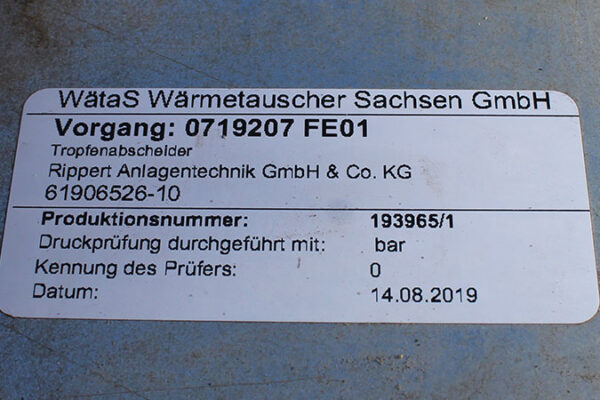 WätaS Wärmetauscher Sachsen GmbH
Vorgang: 0719207 FE01
Tropfenabscheider
Rippert Anlagentechnik GmbH & Co. KG
61906526-10
Produktionsnummer: 193965/1
Druckprüfung durchgeführt mit: bar
Kennung des Prüfers: 0
Datum: 14.08.2019